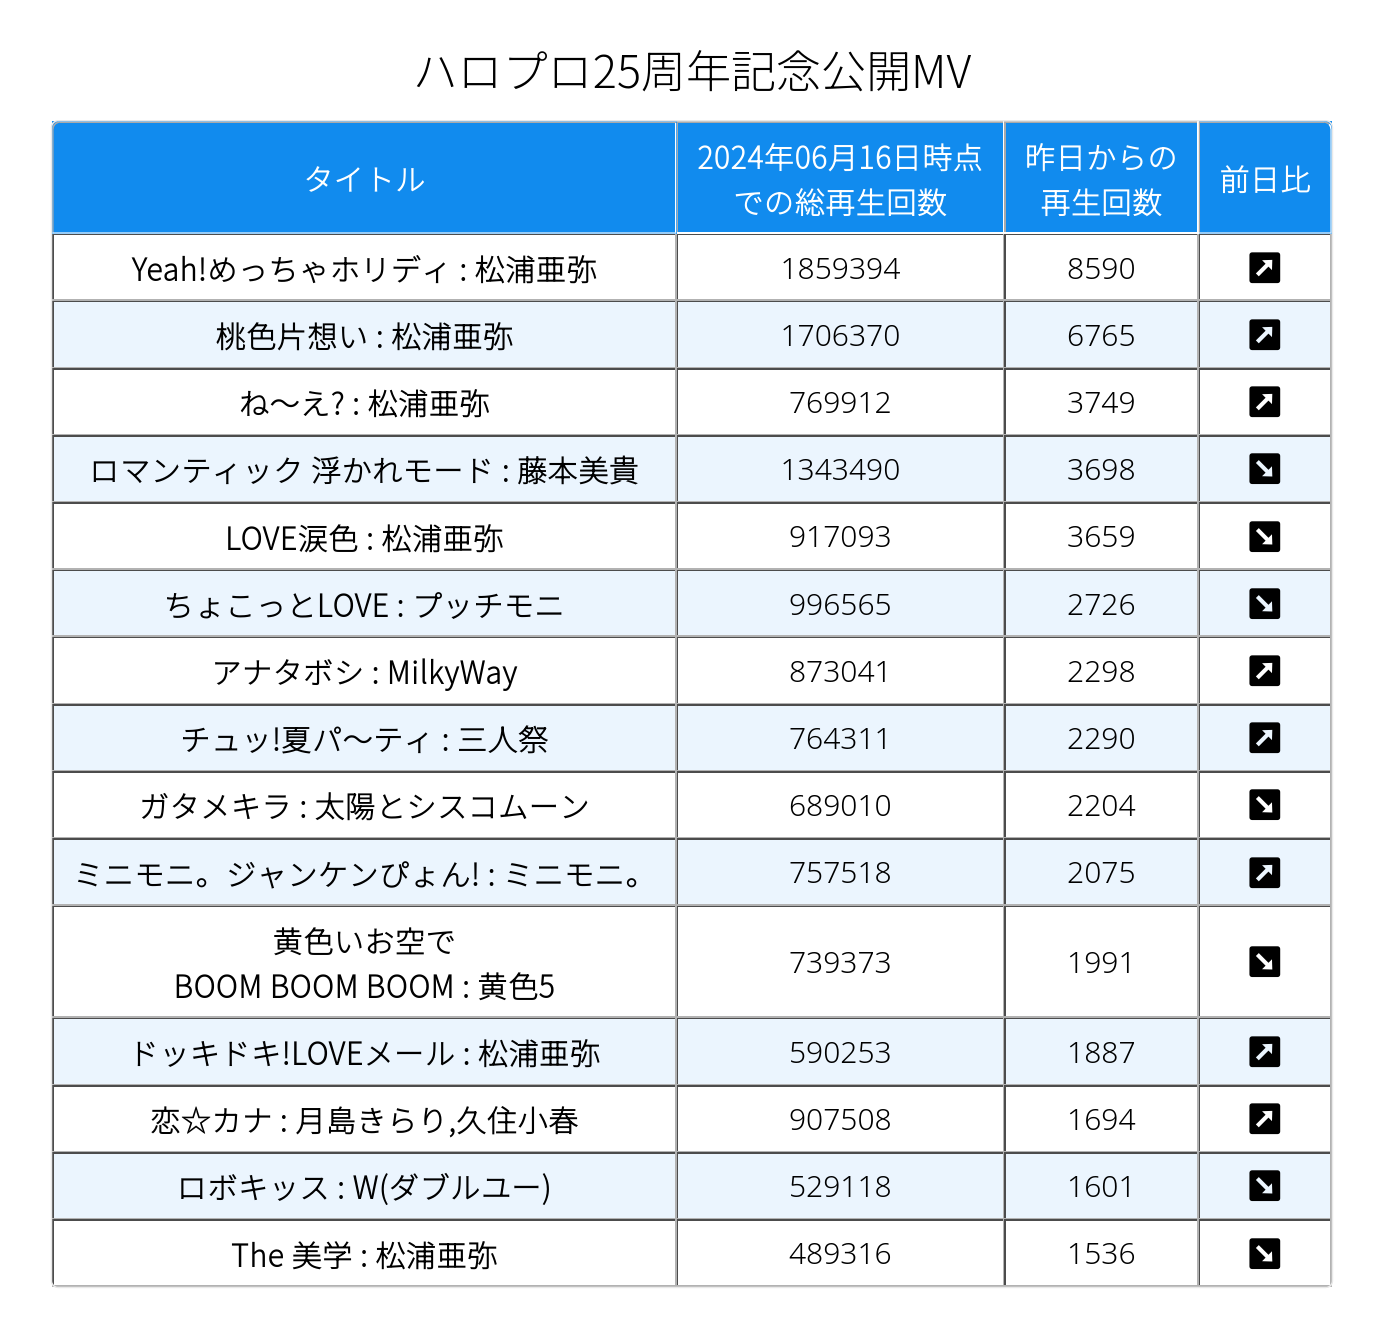 ハロプロ25周年記念公開MV
タイトル
2024年06月16日時点
での総再生回数
昨日からの
再生回数
前日比
Yeah!めっちゃホリディ : 松浦亜弥 1859394 8590 ↗
桃色片想い : 松浦亜弥 1706370 6765 ↗
ね〜え? : 松浦亜弥 769912 3749 ↗
ロマンティック 浮かれモード : 藤本美貴 1343490 3698 ↘
LOVE涙色 : 松浦亜弥 917093 3659 ↘
ちょこっとLOVE : プッチモニ 996565 2726 ↘
アナタボシ : MilkyWay 873041 2298 ↗
チュッ!夏パ〜ティ : 三人祭 764311 2290 ↗
ガタメキラ : 太陽とシスコムーン 689010 2204 ↘
ミニモニ。ジャンケンぴょん! : ミニモニ。 757518 2075 ↗
黄色いお空で
BOOM BOOM BOOM : 黄色5 739373 1991 ↘
ドッキドキ!LOVEメール : 松浦亜弥 590253 1887 ↗
恋☆カナ : 月島きらり,久住小春 907508 1694 ↗
ロボキッス : W(ダブルユー) 529118 1601 ↘
The 美学 : 松浦亜弥 489316 1536 ↘